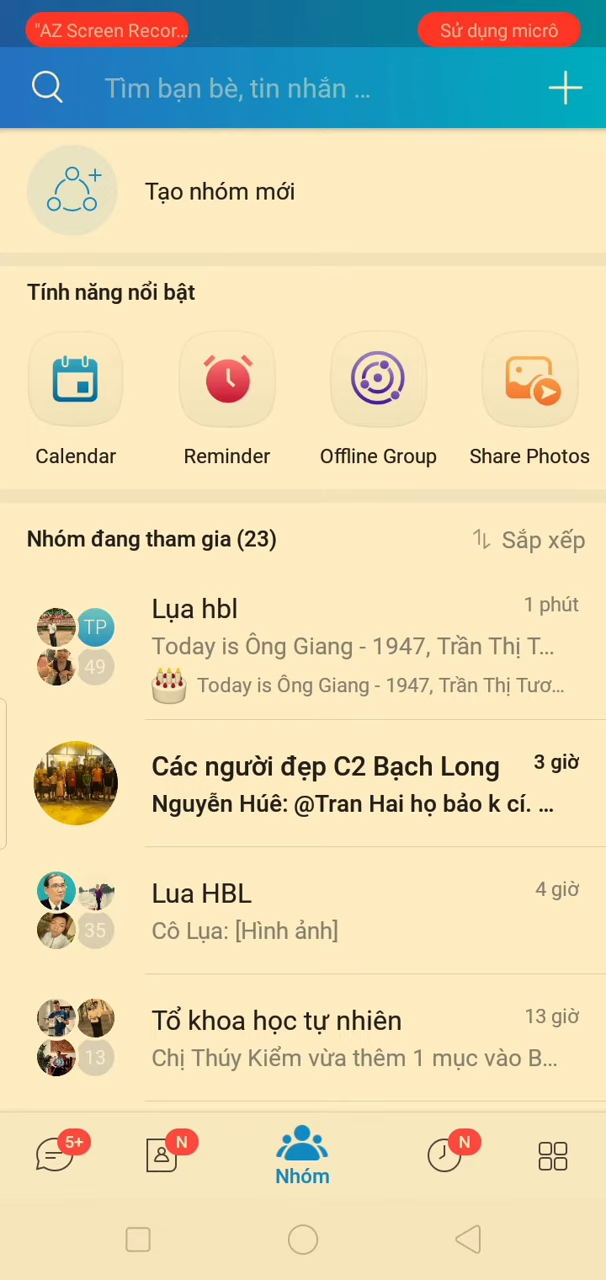 "AZ Screen Recor...
Sử dụng micrô
Tìm bạn bè, tin nhắn ...
Tạo nhóm mới
Tính năng nổi bật
Calendar
Reminder
Offline Group
Share Photos
Nhóm đang tham gia (23)
Sắp xếp
Lụa hbl
1 phút
Today is Ông Giang - 1947, Trần Thị T...
Today is Ông Giang - 1947, Trần Thị Tươ...
TP
49
Các người đẹp C2 Bạch Long
3 giờ
Nguyễn Húê: @Tran Hai họ bảo k cí. ...
Lua HBL
4 giờ
Cô Lụa: [Hình ảnh]
35
Tổ khoa học tự nhiên
13 giờ
Chị Thúy Kiểm vừa thêm 1 mục vào B...
13
5+
N
Nhóm
N